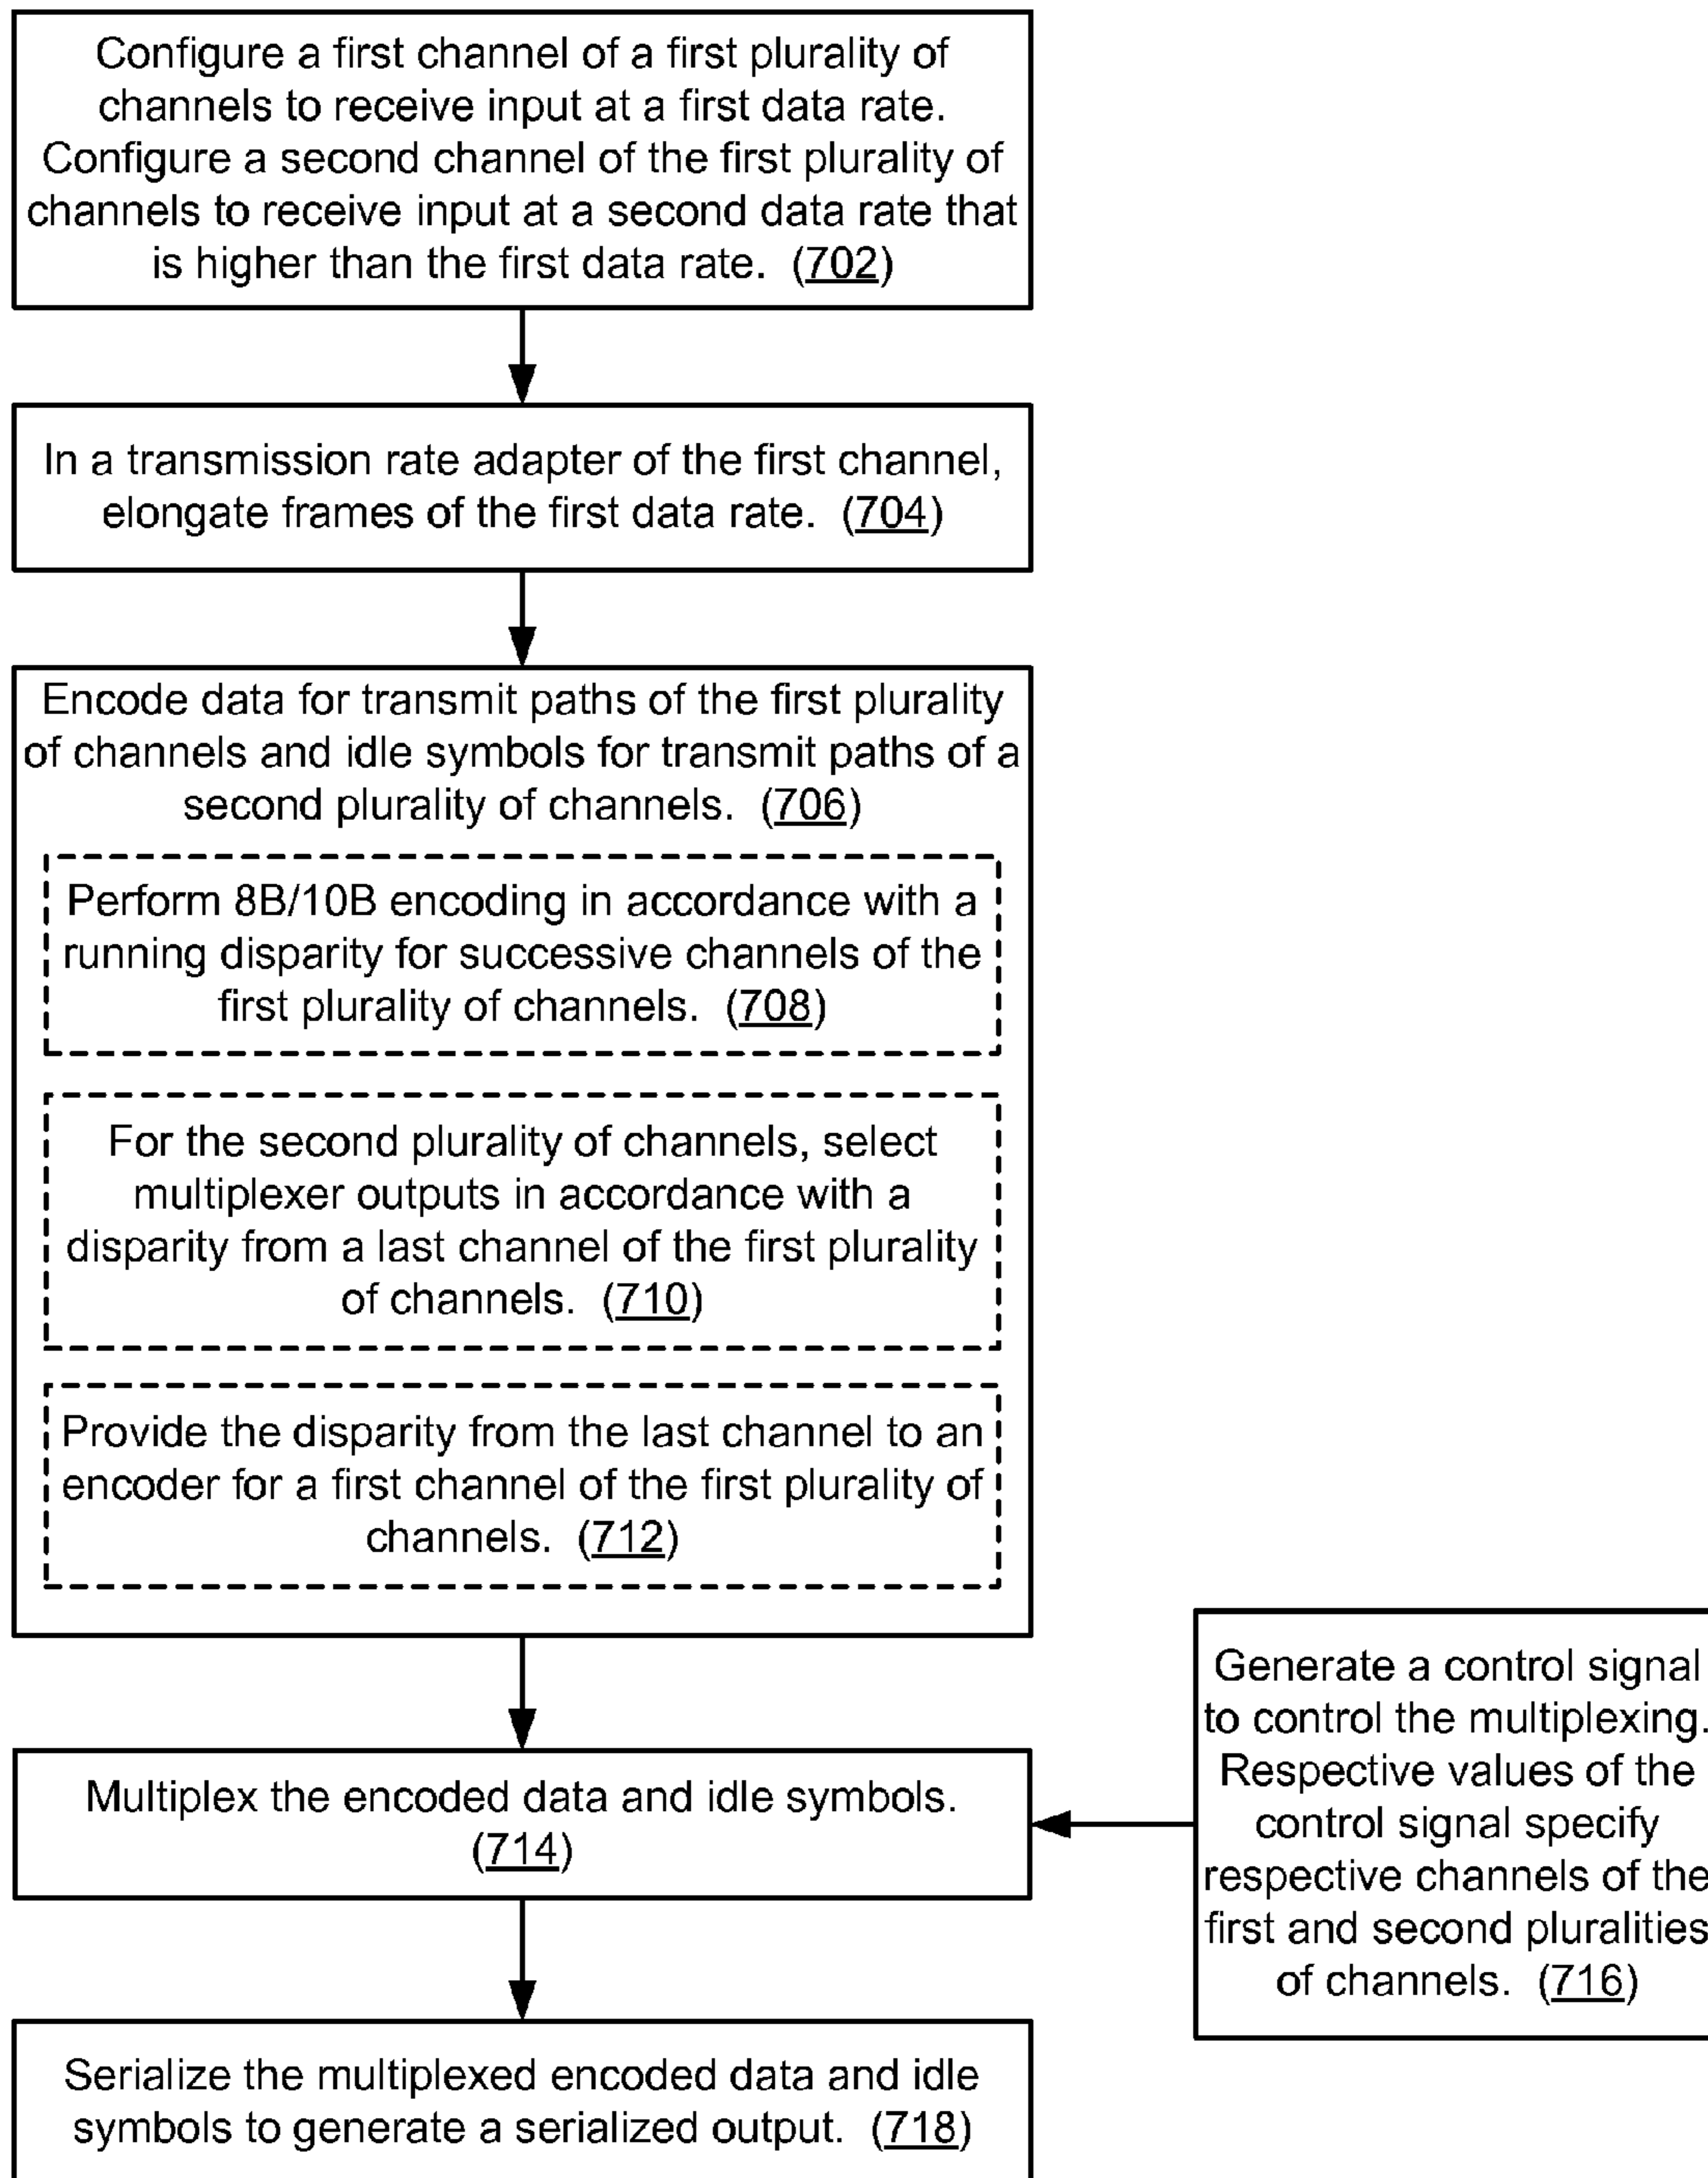 Configure a first channel of a first plurality of
channels to receive input at a first data rate.
Configure a second channel of the first plurality of
channels to receive input at a second data rate that
is higher than the first data rate. (702)
In a transmission rate adapter of the first channel,
elongate frames of the first data rate. (704)
Encode data for transmit paths of the first plurality
of channels and idle symbols for transmit paths of a
second plurality of channels. (706)
Perform 8B/10B encoding in accordance with a
running disparity for successive channels of the
first plurality of channels. (708)
For the second plurality of channels, select
multiplexer outputs in accordance with a
disparity from a last channel of the first plurality
of channels. (710)
Provide the disparity from the last channel to an
encoder for a first channel of the first plurality of
channels. (712)
Multiplex the encoded data and idle symbols.
(714)
Generate a control signal
to control the multiplexing.
Respective values of the
control signal specify
respective channels of the
first and second pluralities
of channels. (716)
Serialize the multiplexed encoded data and idle
symbols to generate a serialized output. (718)